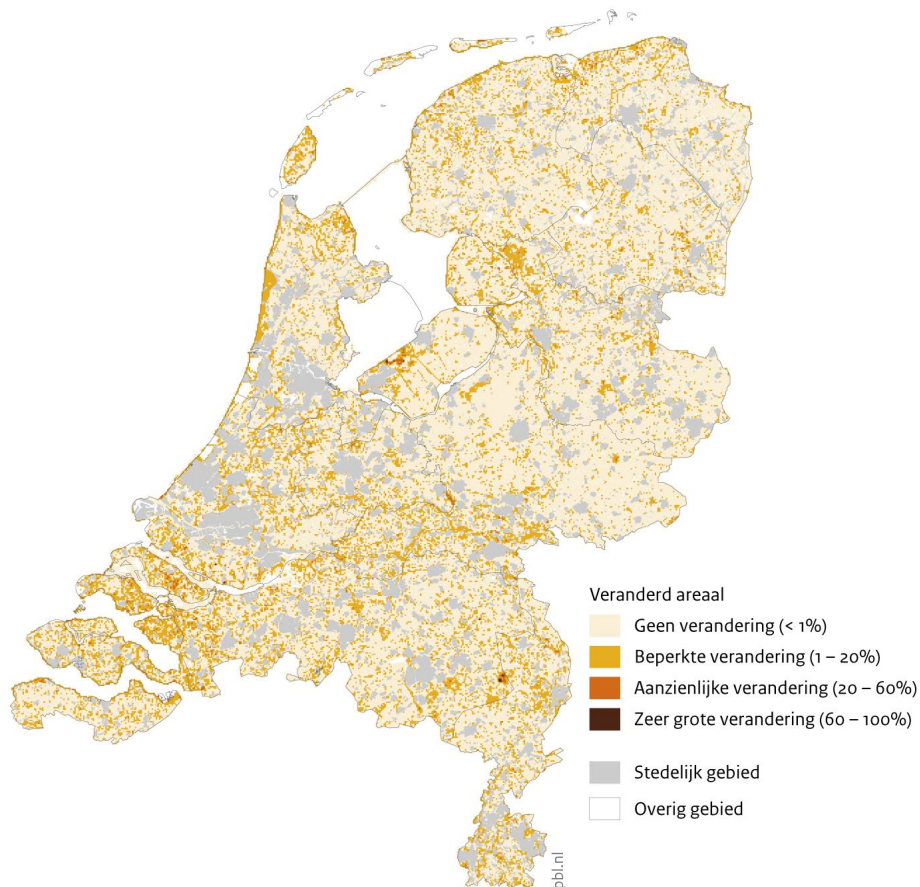 Veranderd areaal
Geen verandering (< 1%)
Beperkte verandering (1 – 20%)
Aanzienlijke verandering (20 – 60%)
Zeer grote verandering (60 – 100%)
Stedelijk gebied
Overig gebied
pbl.nl